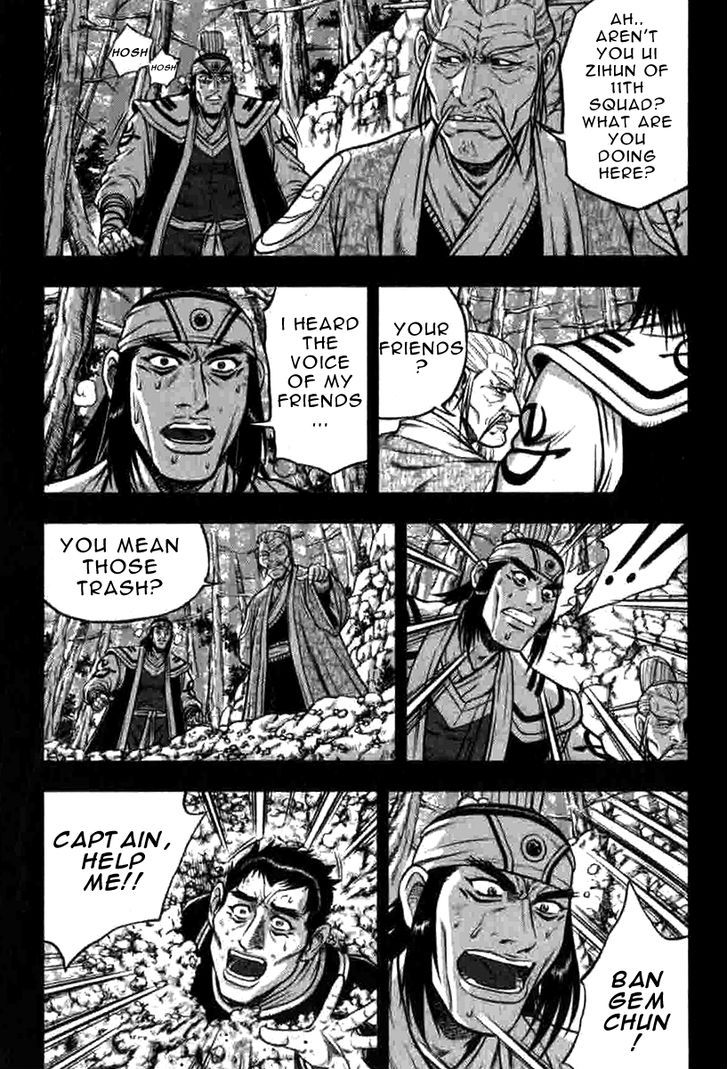 HOSH
HOSH
AH..
AREN'T
YOU UI
ZIHUN OF
11TH
SQUAD?
WHAT ARE
YOU
DOING
HERE?
I HEARD
THE
VOICE
OF MY
FRIENDS
...
YOUR
FRIENDS
?
YOU MEAN
THOSE
TRASH?
!!!
CAPTAIN,
HELP
ME!!
BAN
GEM
CHUN
!